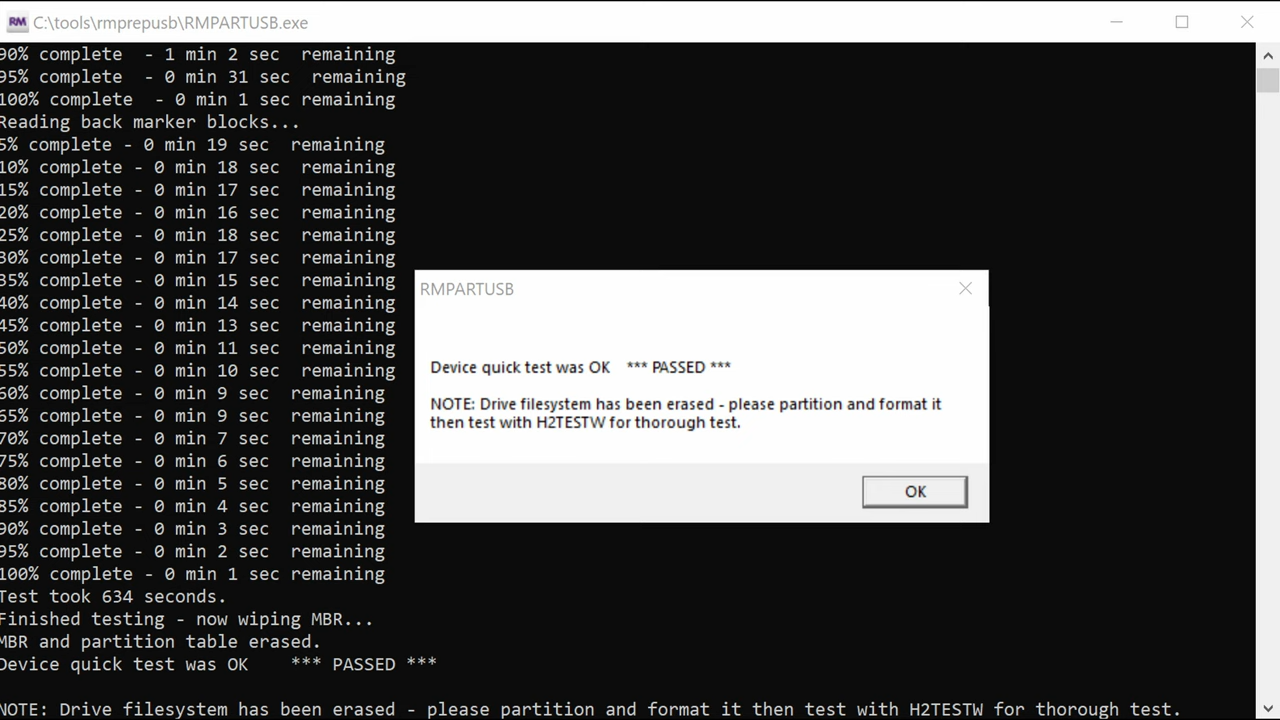 RM C:\tools\rmprepusb\RMPARTUSB.exe
90% complete - 1 min 2 sec remaining
95% complete - 0 min 31 sec remaining
100% complete - 0 min 1 sec remaining
Reading back marker blocks...
5% complete - 0 min 19 sec remaining
10% complete - 0 min 18 sec remaining
15% complete - 0 min 17 sec remaining
20% complete - 0 min 16 sec remaining
25% complete - 0 min 18 sec remaining
30% complete - 0 min 17 sec remaining
35% complete - 0 min 15 sec remaining
40% complete - 0 min 14 sec remaining
45% complete - 0 min 13 sec remaining
50% complete - 0 min 11 sec remaining
55% complete - 0 min 10 sec remaining
60% complete - 0 min 9 sec remaining
65% complete - 0 min 9 sec remaining
70% complete - 0 min 7 sec remaining
75% complete - 0 min 6 sec remaining
80% complete - 0 min 5 sec remaining
85% complete - 0 min 4 sec remaining
90% complete - 0 min 3 sec remaining
95% complete - 0 min 2 sec remaining
100% complete - 0 min 1 sec remaining
Test took 634 seconds.
Finished testing - now wiping MBR...
MBR and partition table erased.
Device quick test was OK *** PASSED ***
NOTE: Drive filesystem has been erased - please partition and format it then test with H2TESTW for thorough test.
RMPARTUSB
Device quick test was OK *** PASSED ***
NOTE: Drive filesystem has been erased - please partition and format it
then test with H2TESTW for thorough test.
OK